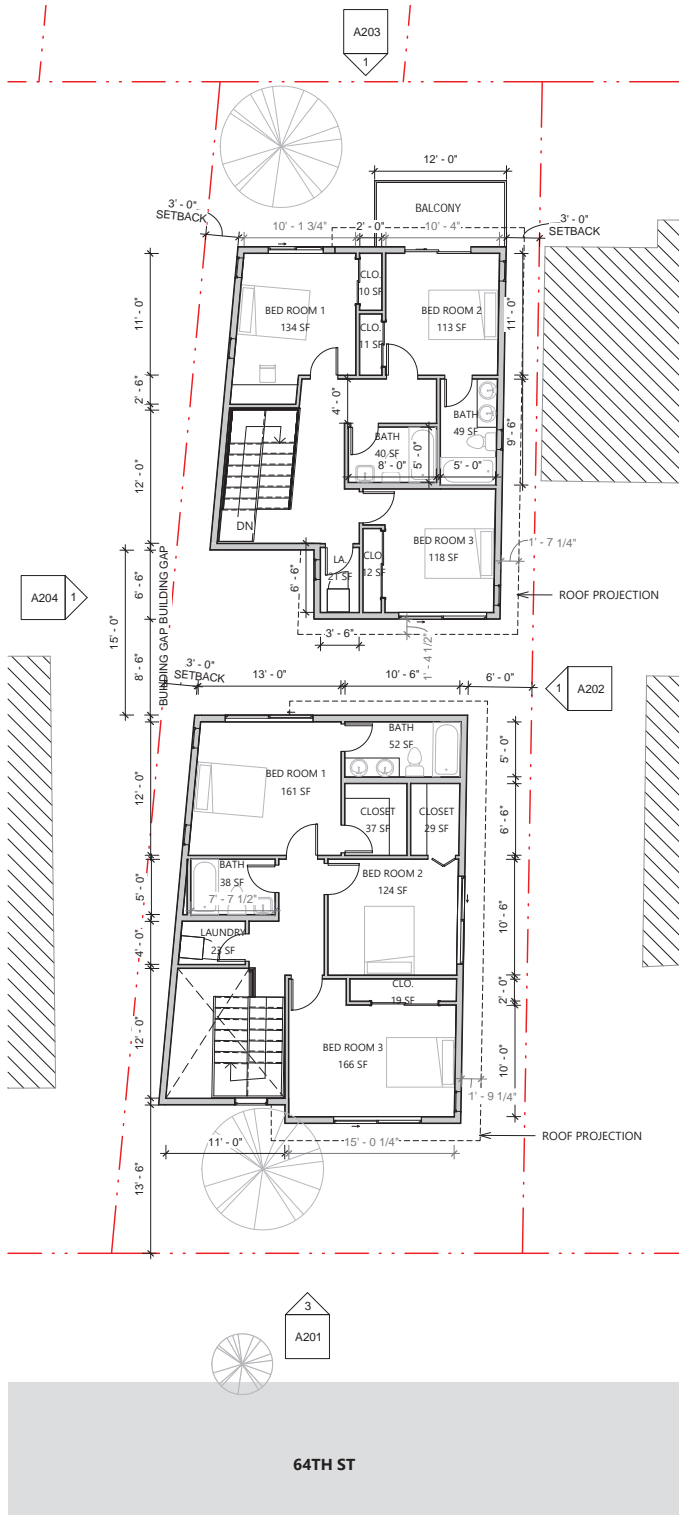 A203
1
12' - 0"
BALCONY
3' - 0"
SETBACK
10' - 1 3/4"
2' - 0"
10' - 4"
3' - 0"
SETBACK
11' - 0"
BED ROOM 1
134 SF
CLO.
10 SF
CLO.
11 SF
BED ROOM 2
113 SF
11' - 0"
2' - 6"
4' - 0"
BATH
49 SF
9' - 6"
BATH
40 SF
8' - 0"
5' - 0"
5' - 0"
12' - 0"
DN
BED ROOM 3
118 SF
LA.
21 SF
CLO.
12 SF
1' - 7 1/4"
6' - 6"
6' - 6"
A204
1
ROOF PROJECTION
15' - 0"
BUILDING GAP
BUILDING GAP
8' - 6"
3' - 6"
1' - 4 1/2"
3' - 0"
SETBACK
13' - 0"
10' - 6"
6' - 0"
1
A202
BATH
52 SF
5' - 0"
12' - 0"
BED ROOM 1
161 SF
CLOSET
37 SF
CLOSET
29 SF
6' - 6"
BATH
38 SF
7' - 7 1/2"
5' - 0"
BED ROOM 2
124 SF
10' - 6"
LAUNDRY
23 SF
4' - 0"
CLO.
19 SF
2' - 0"
12' - 0"
BED ROOM 3
166 SF
10' - 0"
1' - 9 1/4"
ROOF PROJECTION
11' - 0"
15' - 0 1/4"
13' - 6"
3
A201
64TH ST